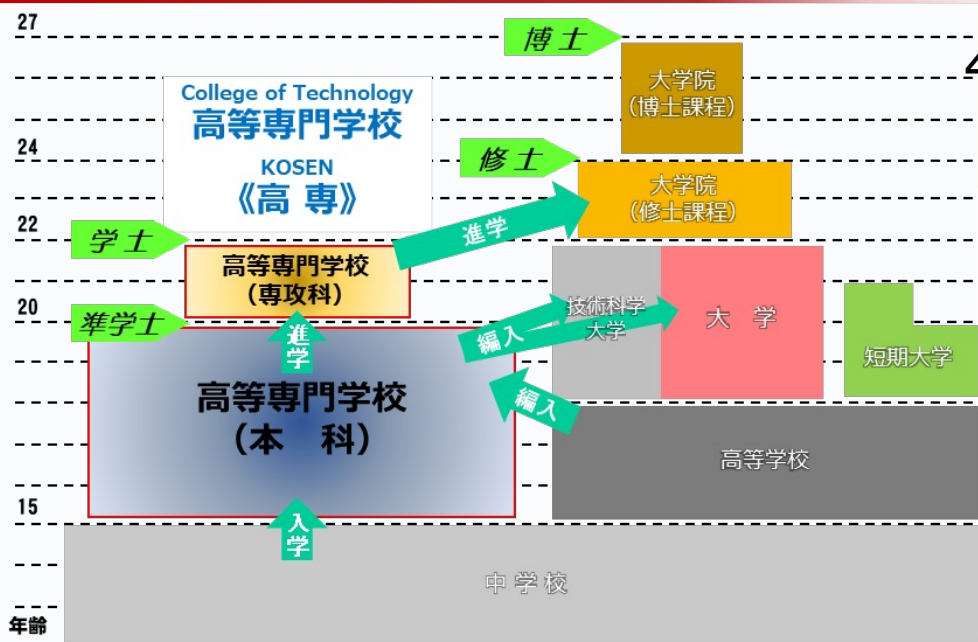 27
博士
大学院
（博士課程）
College of Technology
高等専門学校
KOSEN
《高 専》
24
修士
大学院
（修士課程）
進学
22
学士
高等専門学校
（専攻科）
20
準学士
進学
編入
技術科学
大学
大 学
短期大学
高等専門学校
（本 科）
編入
高等学校
15
入学
中学校
年齢